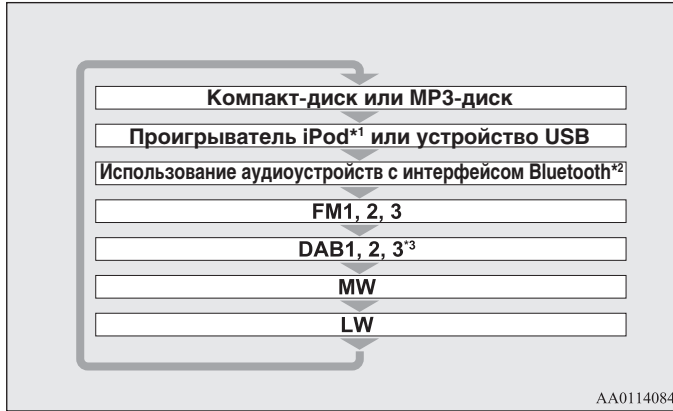 Компакт-диск или MP3-диск
Проигрыватель iPod*1 или устройство USB
Использование аудиоустройств с интерфейсом Bluetooth*2
FM1, 2, 3
DAB1, 2, 3*3
MW
LW
AA0114084